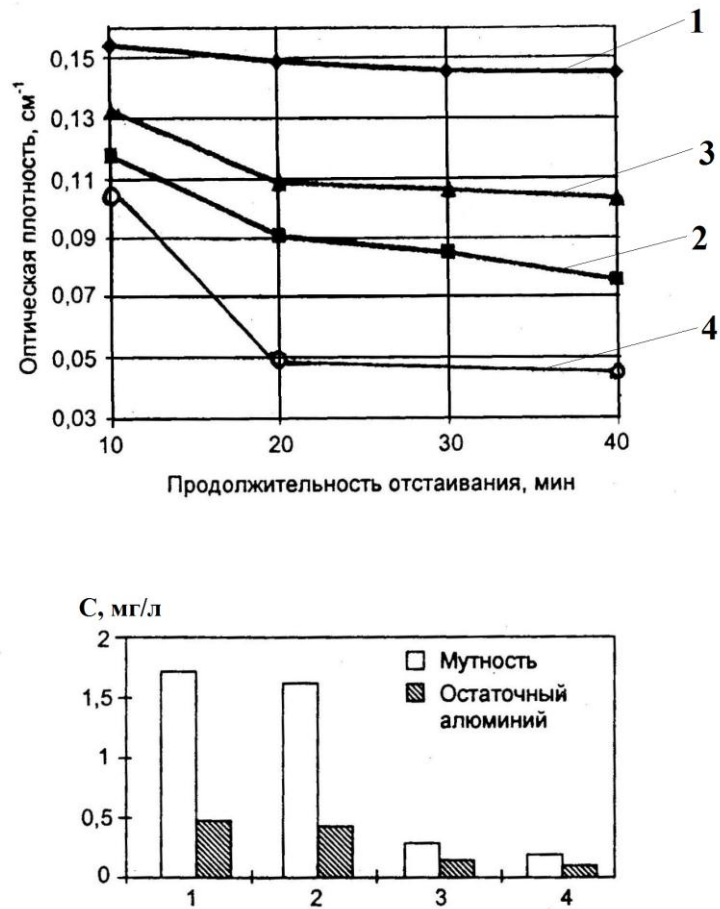 Оптическая плотность, см⁻¹
0,15
0,13
0,11
0,09
0,07
0,05
0,03
10 20 30 40
Продолжительность отстаивания, мин
1
3
2
4
С, мг/л
2
1,5
1
0,5
0
Мутность
Остаточный
алюминий
1 2 3 4